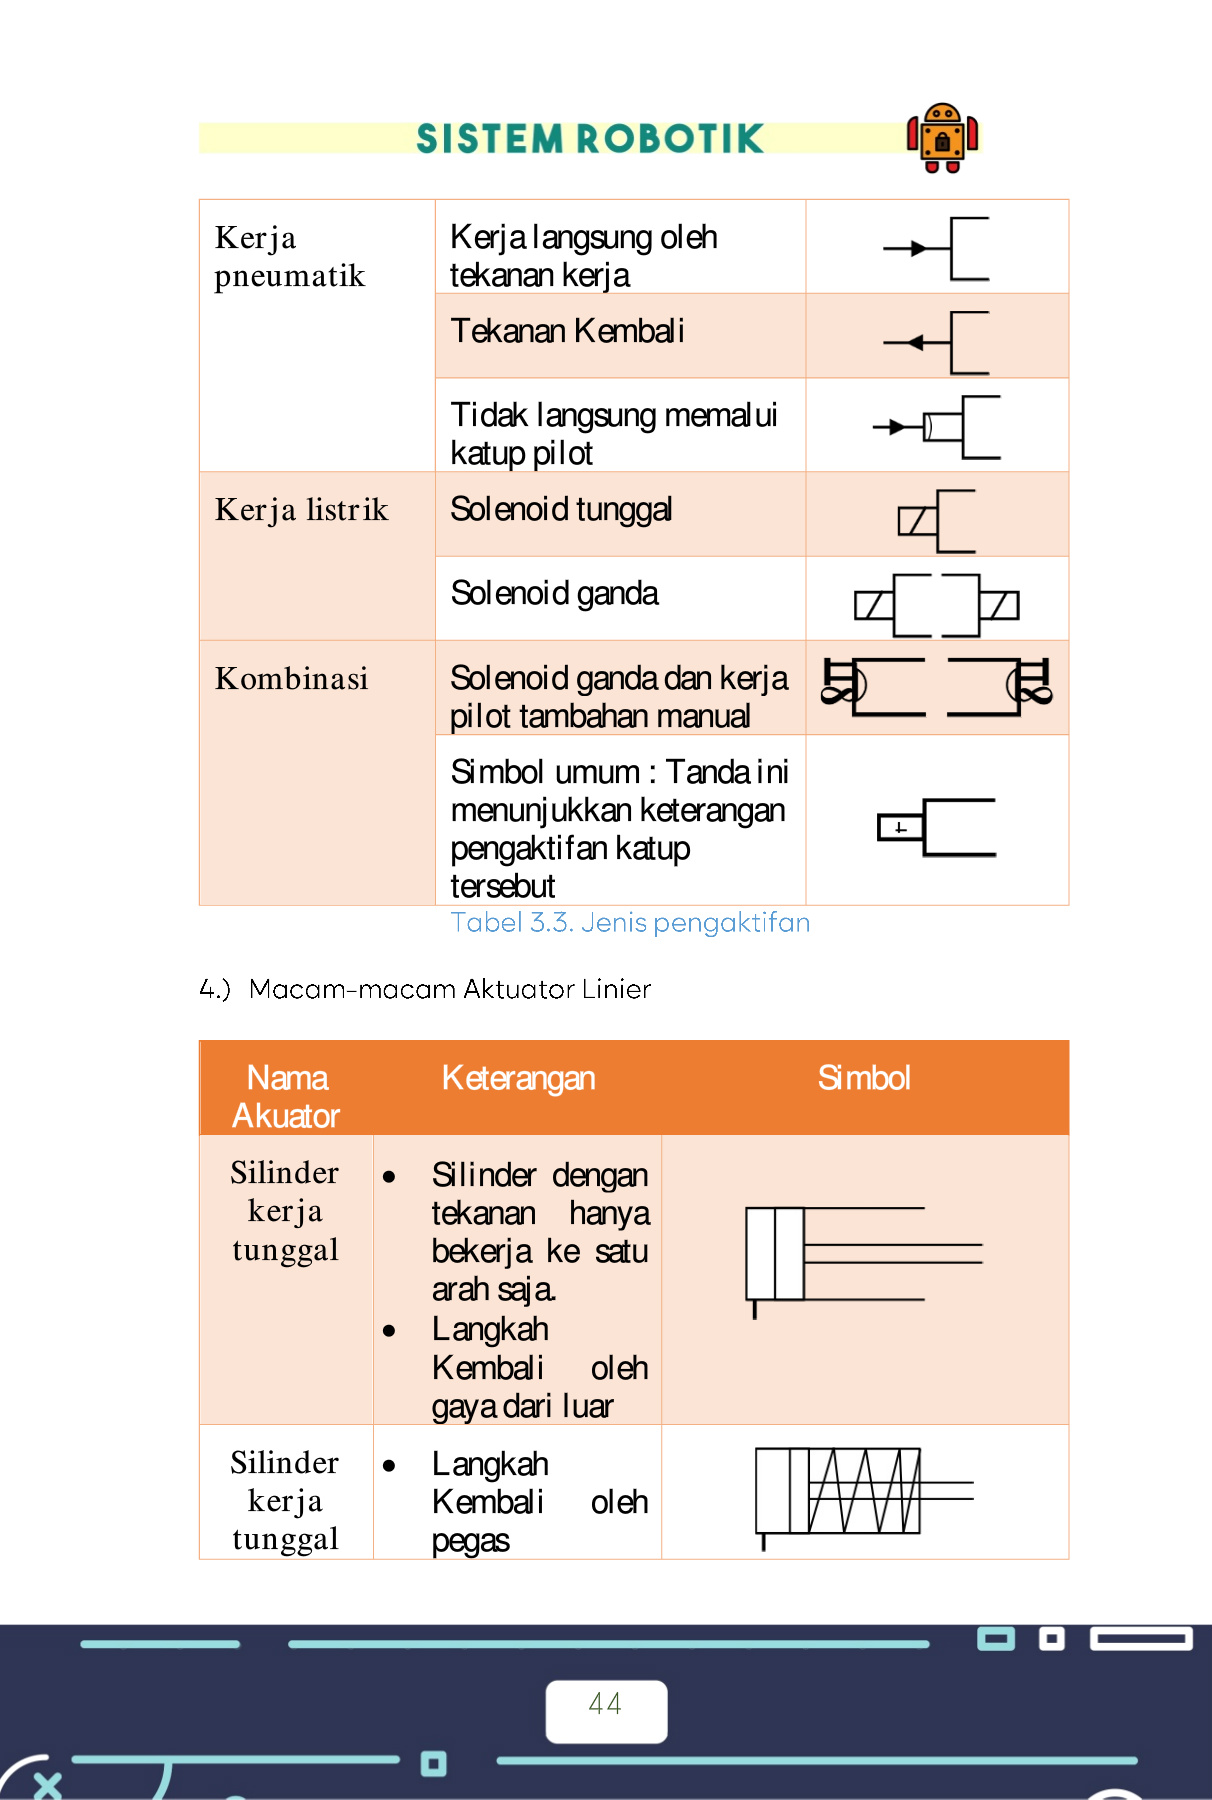 SISTEM ROBOTIK
Kerja
pneumatik
Kerja langsung oleh
tekanan kerja
Tekanan Kembali
Tidak langsung memalui
katup pilot
Kerja listrik
Solenoid tunggal
Solenoid ganda
Kombinasi
Solenoid ganda dan kerja
pilot tambahan manual
Simbol umum : Tanda ini
menunjukkan keterangan
pengaktifan katup
tersebut
Tabel 3.3. Jenis pengaktifan
4.) Macam-macam Aktuator Linier
Nama
Akuator
Keterangan
Simbol
Silinder
kerja
tunggal
• Silinder dengan
tekanan hanya
bekerja ke satu
arah saja.
• Langkah
Kembali oleh
gaya dari luar
Silinder
kerja
tunggal
• Langkah
Kembali oleh
pegas
44